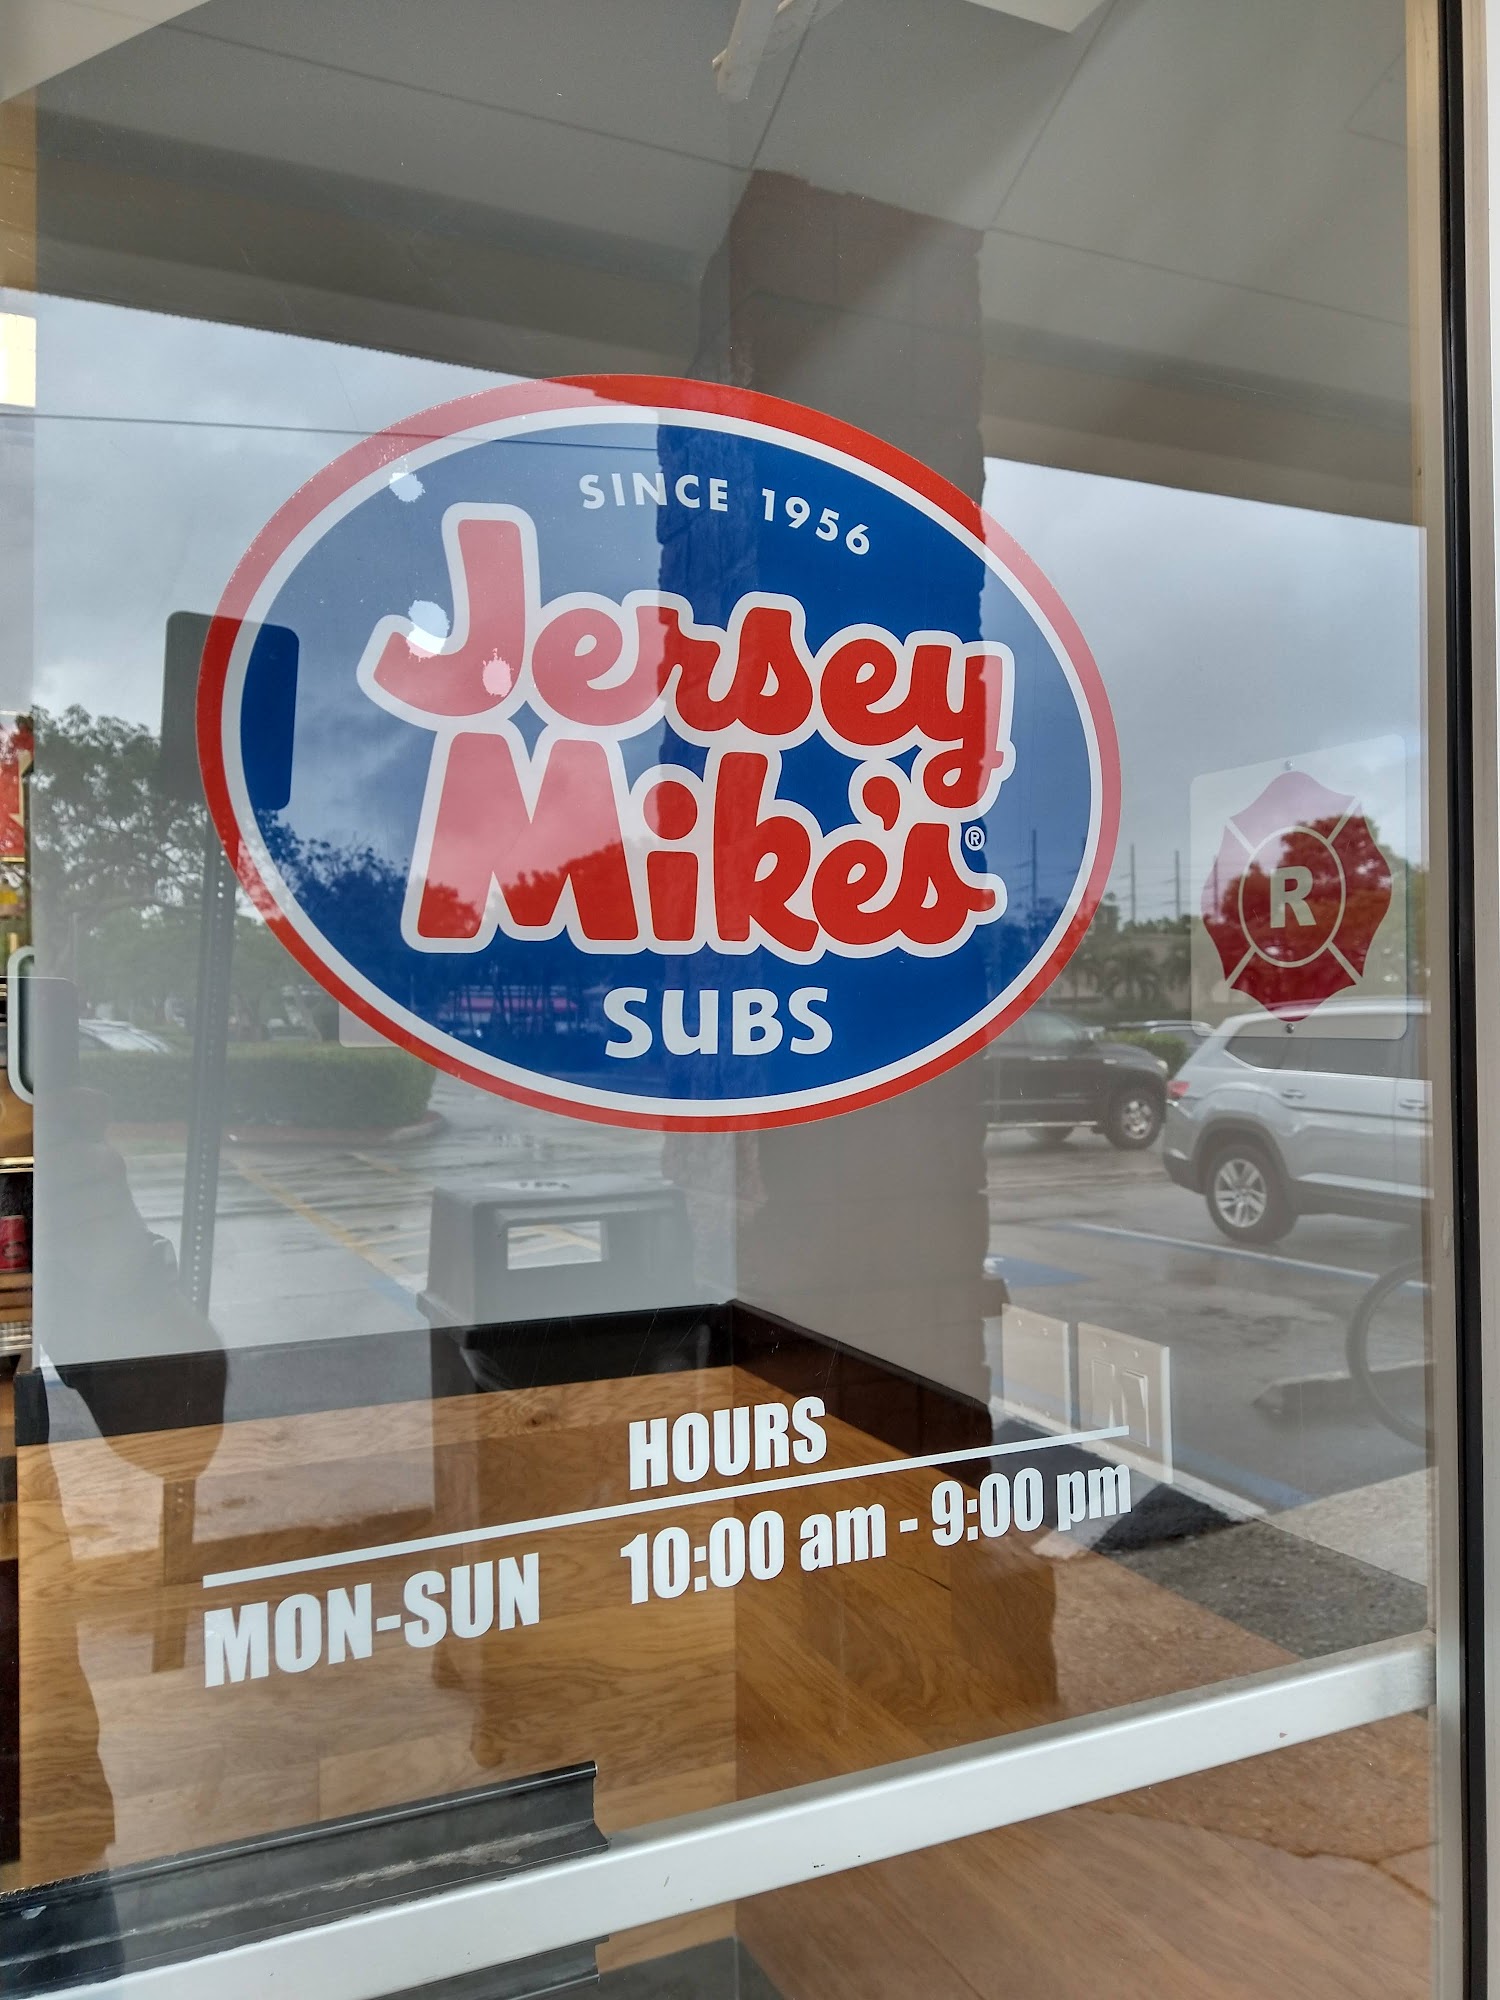 SINCE 1956
Jersey
Mike's®
SUBS
R
HOURS
MON-SUN 10:00 am - 9:00 pm